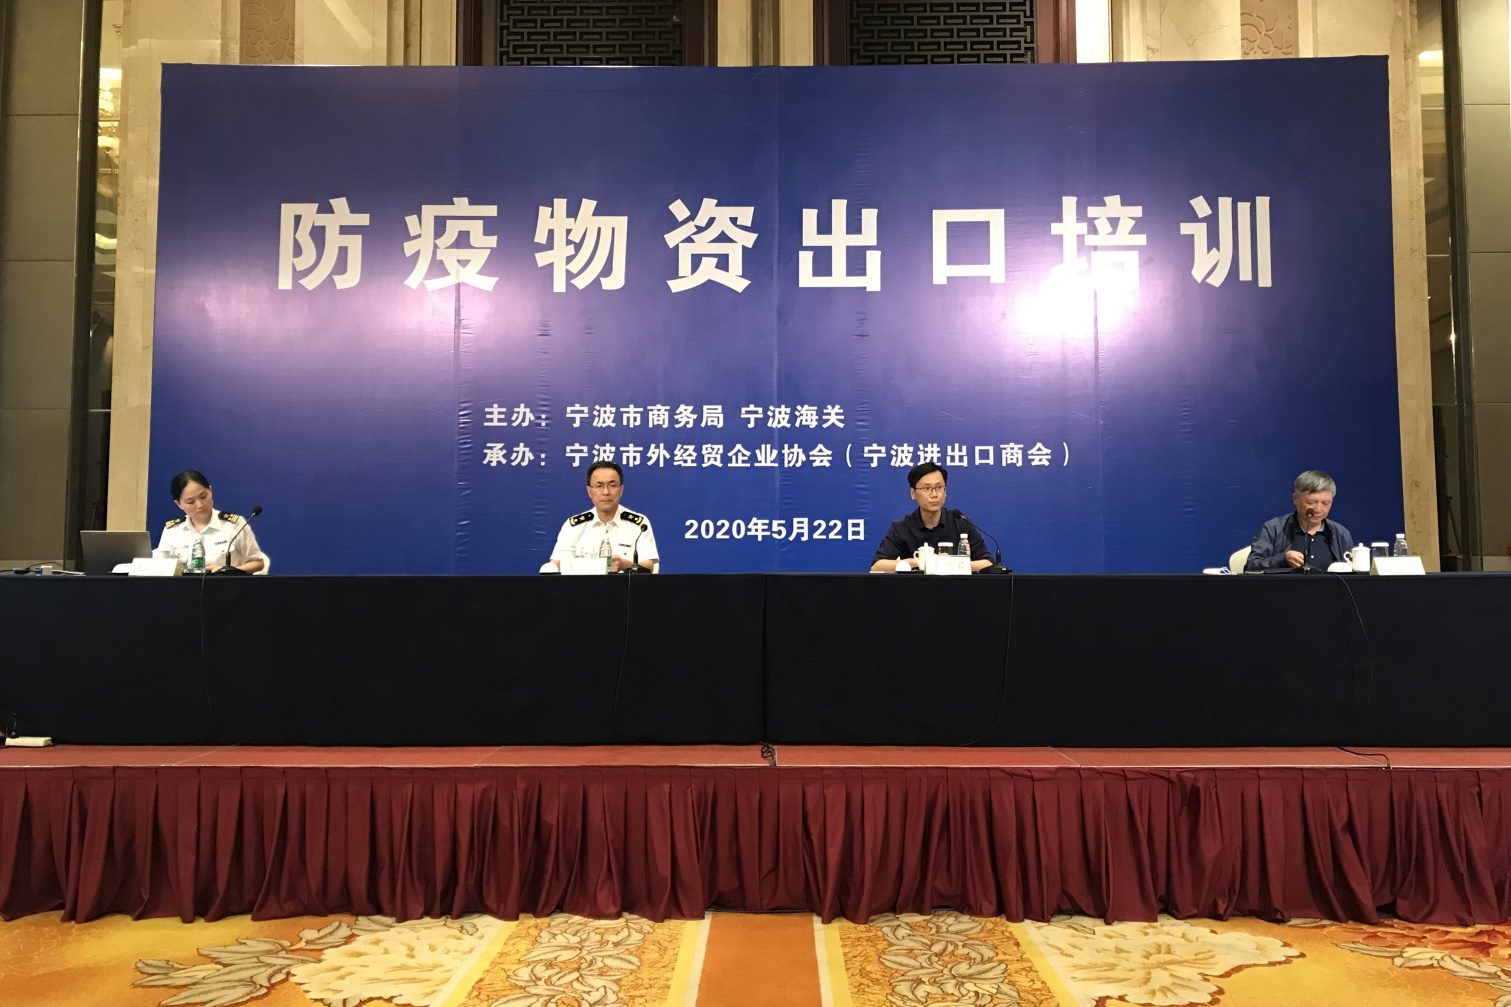 防疫物资出口培训
主办：宁波市商务局 宁波海关
承办：宁波市外经贸企业协会（宁波进出口商会）
2020年5月22日